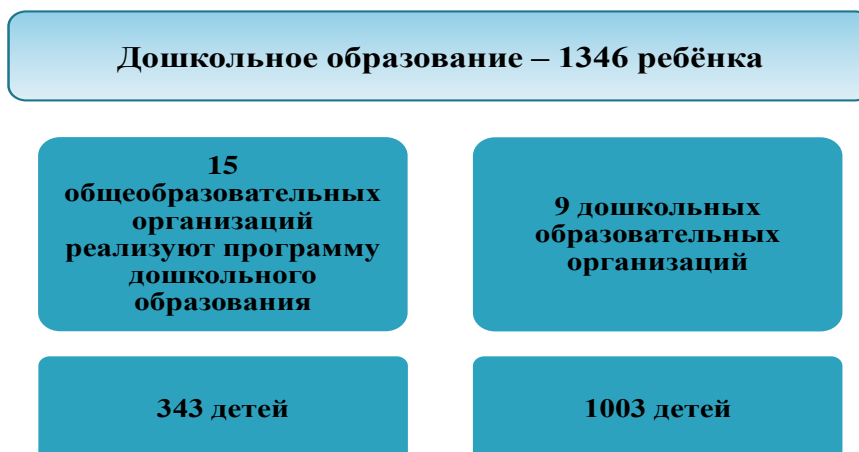 Дошкольное образование – 1346 ребёнка
15
общеобразовательных
организаций
реализуют программу
дошкольного
образования
9 дошкольных
образовательных
организаций
343 детей
1003 детей